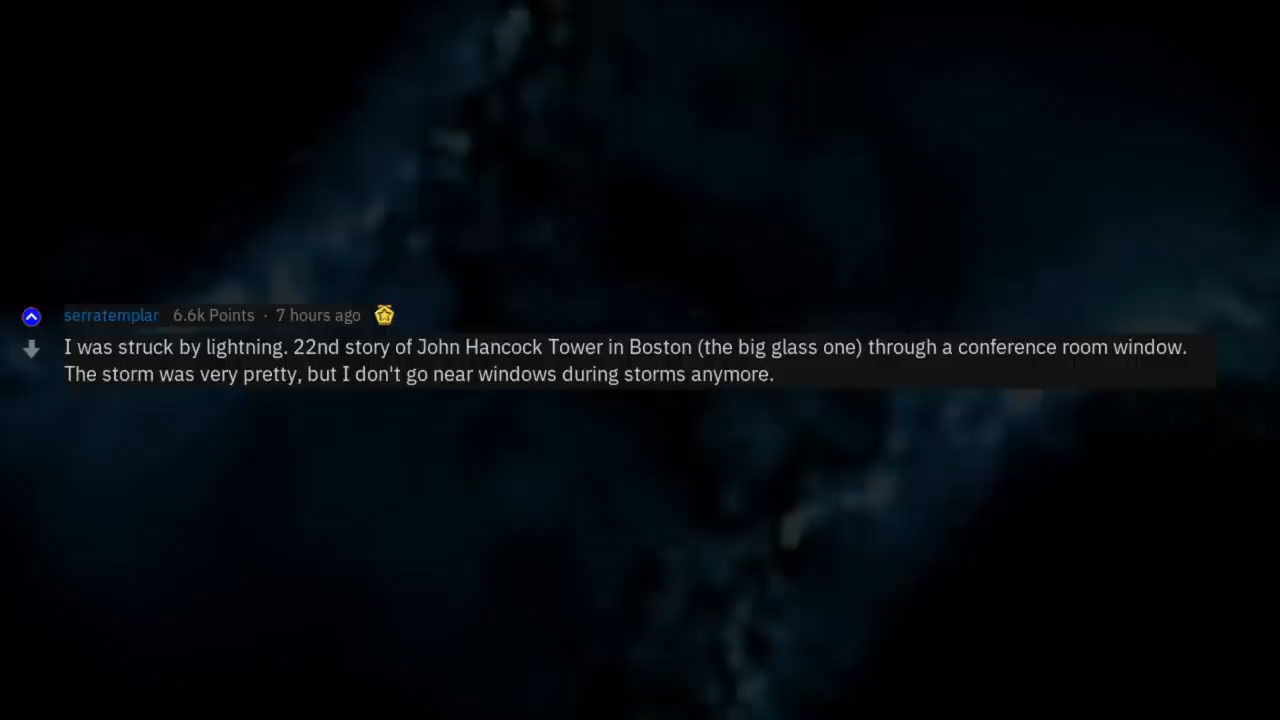 serratemplar 6.6k Points · 7 hours ago
I was struck by lightning. 22nd story of John Hancock Tower in Boston (the big glass one) through a conference room window.
The storm was very pretty, but I don't go near windows during storms anymore.